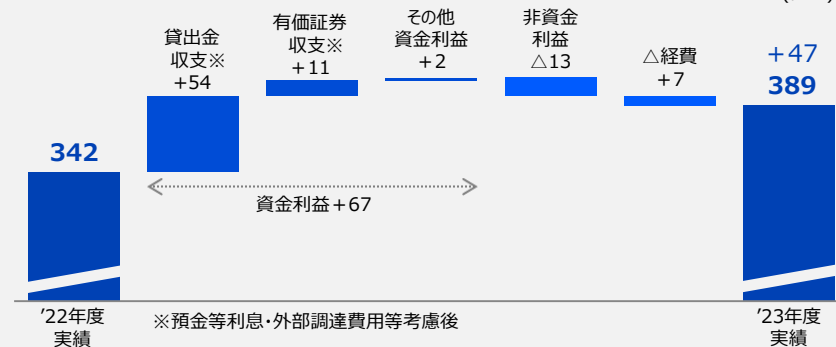 貸出金
収支※
+54
有価証券
収支※
+11
その他
資金利益
+2
非資金
利益
△13
△経費
+7
+47
389
342
資金利益+67
'22年度
実績
※預金等利息・外部調達費用等考慮後
'23年度
実績